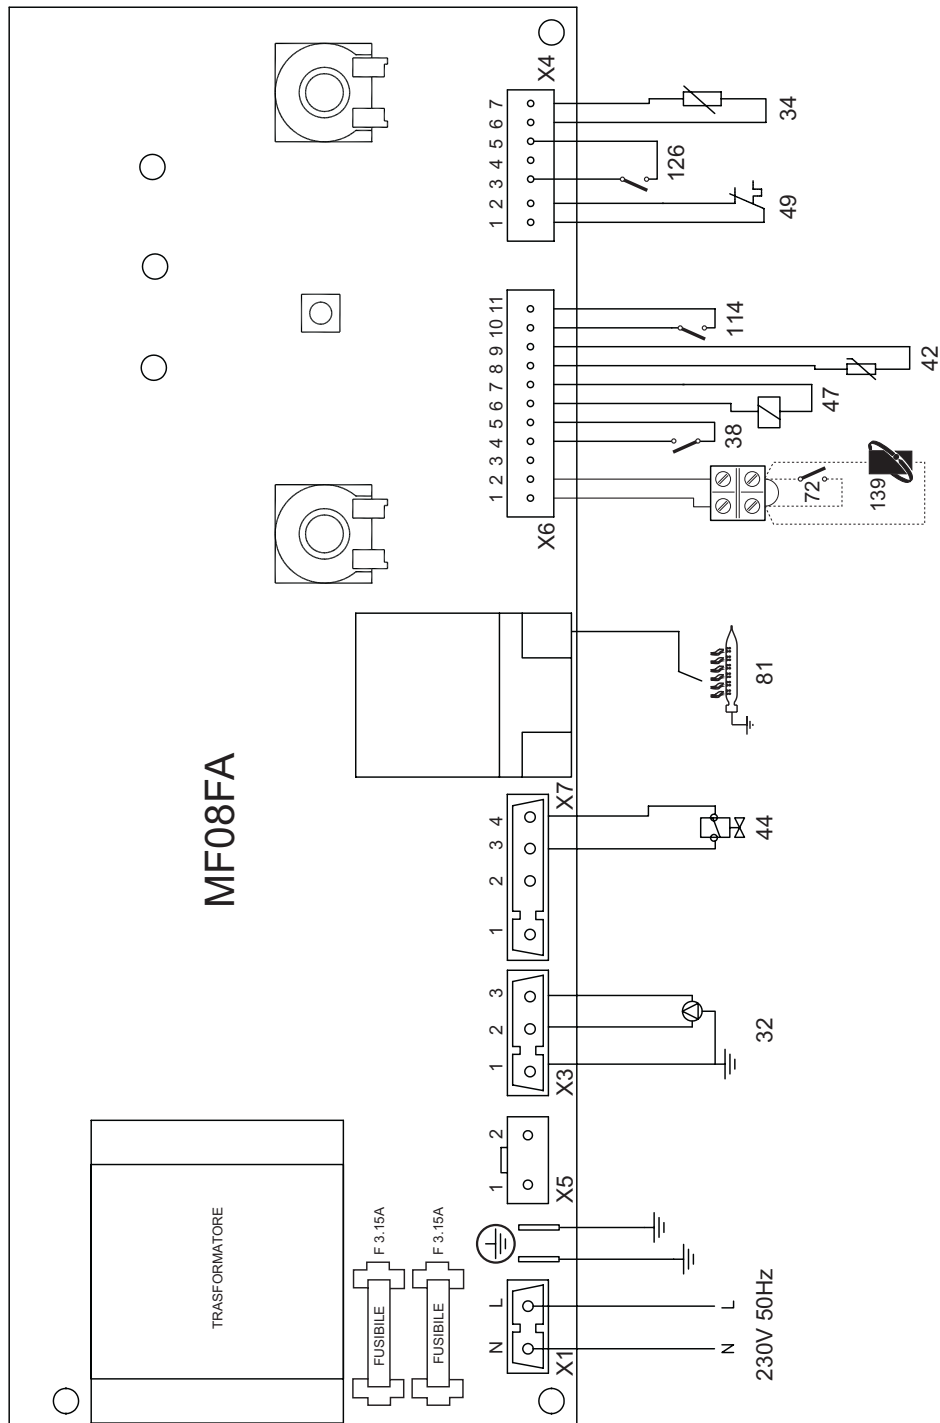 MF08FA
TRASFORMATORE
FUSIBILE
F 3.15A
FUSIBILE
F 3.15A
N L
X1
N L
230V 50Hz
1 2
X5
1 2 3
X3
32
1 2 3 4
X7
44
81
1 2 3 4 5 6 7 8 9 10 11
X6
38
72
139
47
42
114
1 2 3 4 5 6 7
X4
49
126
34